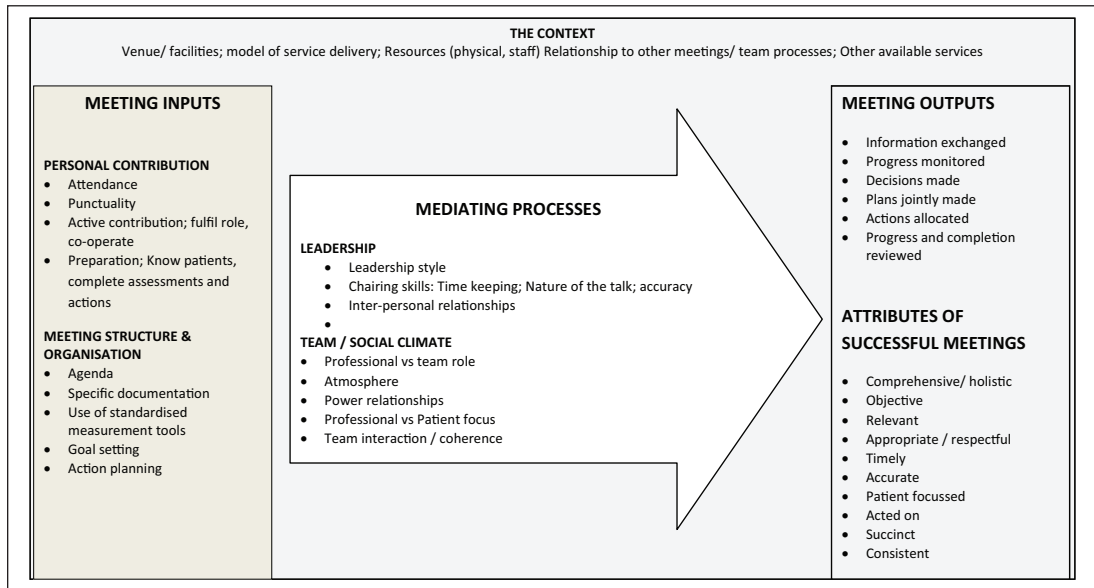 THE CONTEXT
Venue/ facilities; model of service delivery; Resources (physical, staff) Relationship to other meetings/ team processes; Other available services
MEETING INPUTS
PERSONAL CONTRIBUTION
• Attendance
• Punctuality
• Active contribution; fulfil role,
co-operate
• Preparation; Know patients,
complete assessments and
actions
MEETING STRUCTURE &
ORGANISATION
• Agenda
• Specific documentation
• Use of standardised
measurement tools
• Goal setting
• Action planning
MEDIATING PROCESSES
LEADERSHIP
• Leadership style
• Chairing skills: Time keeping; Nature of the talk; accuracy
• Inter-personal relationships
•
TEAM / SOCIAL CLIMATE
• Professional vs team role
• Atmosphere
• Power relationships
• Professional vs Patient focus
• Team interaction / coherence
MEETING OUTPUTS
• Information exchanged
• Progress monitored
• Decisions made
• Plans jointly made
• Actions allocated
• Progress and completion
reviewed
ATTRIBUTES OF
SUCCESSFUL MEETINGS
• Comprehensive/ holistic
• Objective
• Relevant
• Appropriate / respectful
• Timely
• Accurate
• Patient focussed
• Acted on
• Succinct
• Consistent